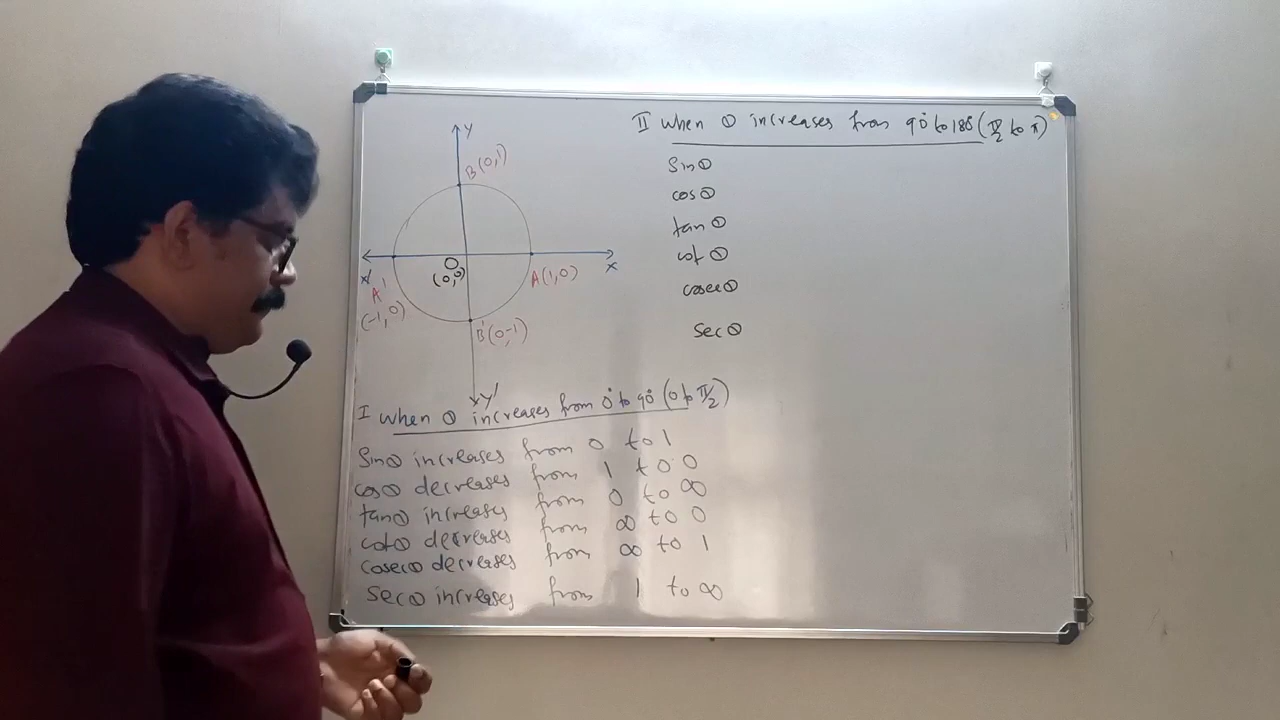 Y
B(0,1)
X'
O
(0,0)
X
A'
(-1,0)
A(1,0)
B'(0,-1)
Y'
I when θ increases from 0° to 90° (0 to π/2)
Sinθ increases from 0 to 1
cosθ decreases from 1 to 0
tanθ increases from 0 to ∞
cotθ decreases from ∞ to 0
cosecθ decreases from ∞ to 1
Secθ increases from 1 to ∞
II when θ increases from 90° to 180° (π/2 to π)
Sinθ
cosθ
tanθ
cotθ
cosecθ
Secθ